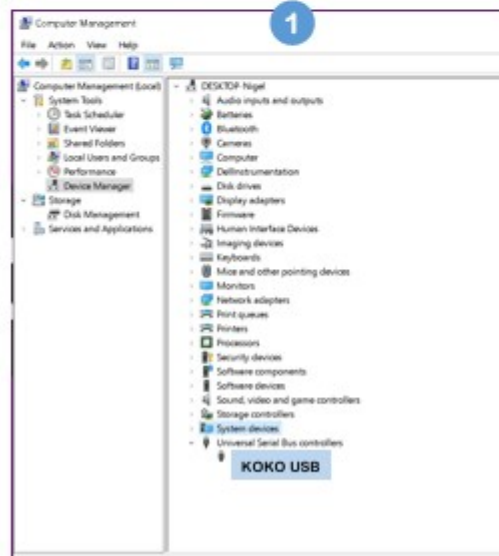 1
Computer Management
File Action View Help
Computer Management (Local)
System Tools
Task Scheduler
Event Viewer
Shared Folders
Local Users and Groups
Performance
Device Manager
Storage
Disk Management
Services and Applications
DESKTOP-Nigel
Audio inputs and outputs
Batteries
Bluetooth
Cameras
Computer
DellInstrumentation
Disk drives
Display adapters
Firmware
Human Interface Devices
Imaging devices
Keyboards
Mice and other pointing devices
Monitors
Network adapters
Print queues
Printers
Processors
Security devices
Software components
Software devices
Sound, video and game controllers
Storage controllers
System devices
Universal Serial Bus controllers
KOKO USB